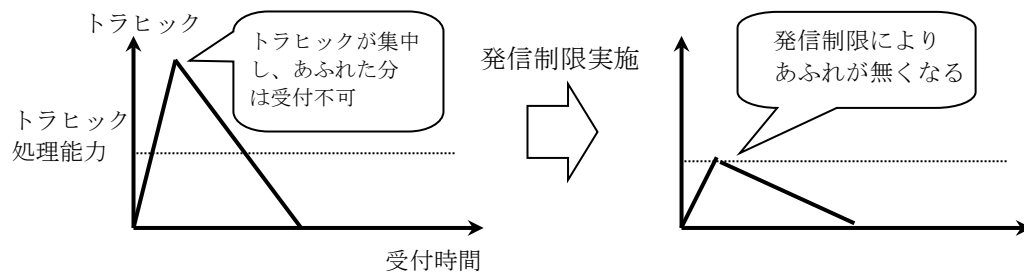 トラヒック
トラヒックが集中
し、あふれた分
は受付不可
トラヒック
処理能力
受付時間
発信制限実施
発信制限により
あふれが無くなる